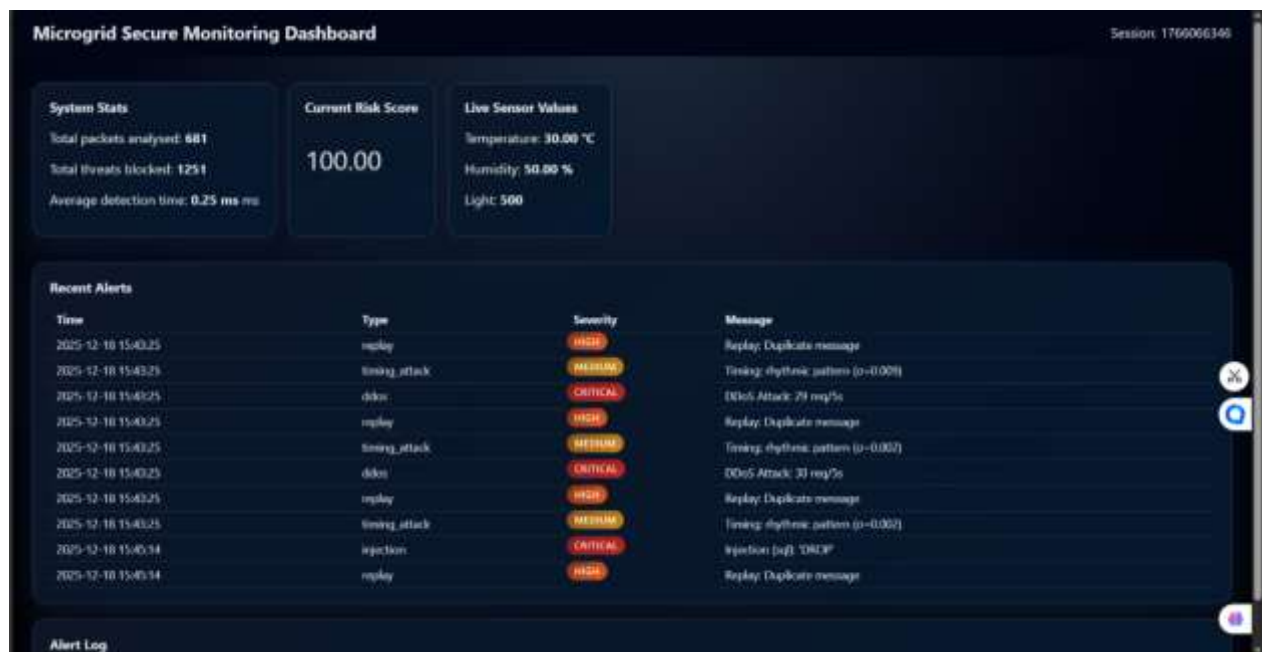 Microgrid Secure Monitoring Dashboard
Session: 1766066346
System Stats
Total packets analysed: 681
Total threats blocked: 1251
Average detection time: 0.25 ms ms
Current Risk Score
100.00
Live Sensor Values
Temperature: 30.00 °C
Humidity: 50.00 %
Light: 500
Recent Alerts
Time Type Severity Message
2025-12-18 15:43:25 replay HIGH Replay: Duplicate message
2025-12-18 15:43:25 timing_attack MEDIUM Timing: rhythmic pattern (σ=0.009)
2025-12-18 15:43:25 ddos CRITICAL DDoS Attack: 29 req/5s
2025-12-18 15:43:25 replay HIGH Replay: Duplicate message
2025-12-18 15:43:25 timing_attack MEDIUM Timing: rhythmic pattern (σ=0.002)
2025-12-18 15:43:25 ddos CRITICAL DDoS Attack: 30 req/5s
2025-12-18 15:43:25 replay HIGH Replay: Duplicate message
2025-12-18 15:43:25 timing_attack MEDIUM Timing: rhythmic pattern (σ=0.002)
2025-12-18 15:45:14 injection CRITICAL Injection (sql): 'DROP'
2025-12-18 15:45:14 replay HIGH Replay: Duplicate message
Alert Log